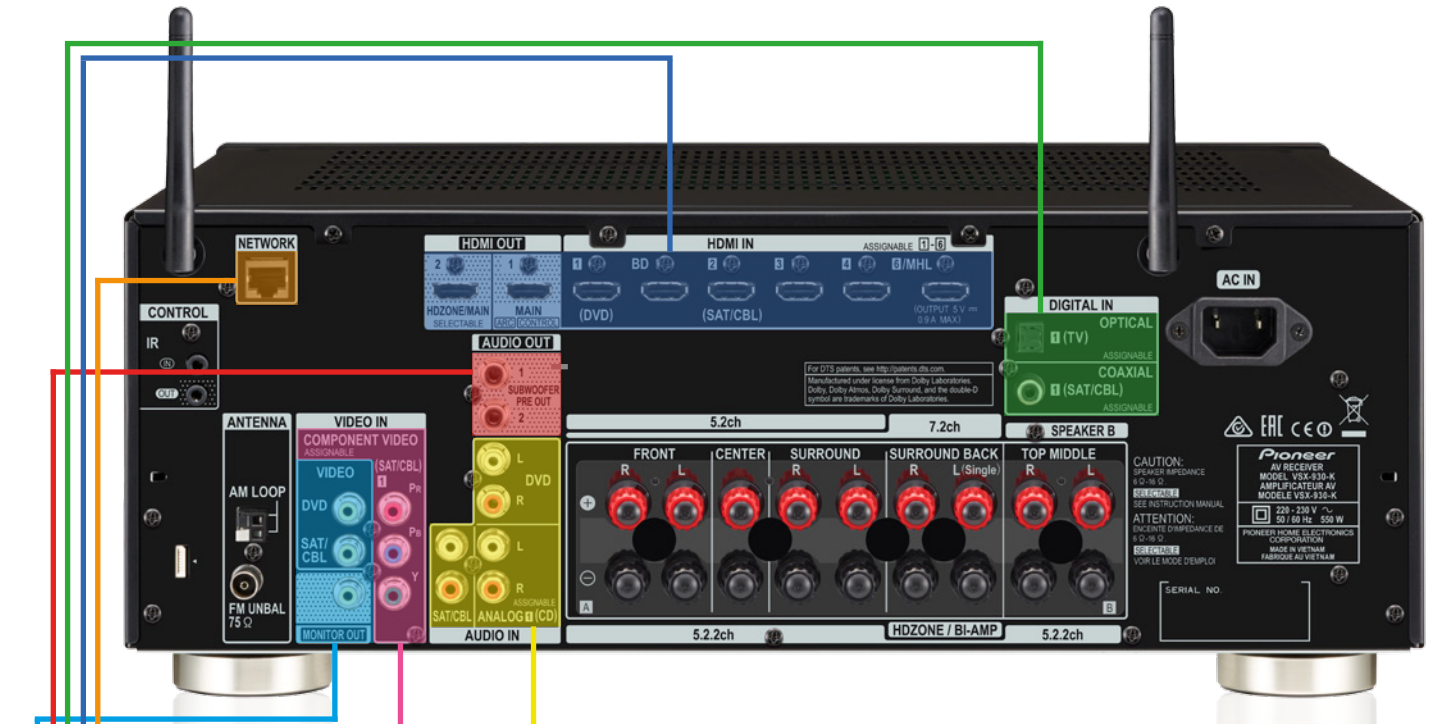 NETWORK
HDMI OUT
2
1
HDZONE/MAIN
SELECTABLE
MAIN
ARC CONTROL
HDMI IN
ASSIGNABLE 1-6
1
BD
2
3
4
6/MHL
(DVD)
(SAT/CBL)
(OUTPUT 5 V ⎓
0.9 A MAX)
AC IN
CONTROL
IR
IN
OUT
DIGITAL IN
OPTICAL
1 (TV)
ASSIGNABLE
COAXIAL
1 (SAT/CBL)
ASSIGNABLE
AUDIO OUT
1
SUBWOOFER
PRE OUT
2
For DTS patents, see http://patents.dts.com.
Manufactured under license from Dolby Laboratories.
Dolby, Dolby Atmos, Dolby Surround, and the double-D
symbol are trademarks of Dolby Laboratories.
ANTENNA
AM LOOP
FM UNBAL
75 Ω
VIDEO IN
COMPONENT VIDEO
ASSIGNABLE
VIDEO
(SAT/CBL)
1
DVD
PR
SAT/
CBL
PB
Y
MONITOR OUT
L
DVD
R
L
R
ASSIGNABLE
SAT/CBL
ANALOG 1 (CD)
AUDIO IN
5.2ch
7.2ch
SPEAKER B
FRONT
R
L
CENTER
SURROUND
R
L
SURROUND BACK
R
L (Single)
TOP MIDDLE
R
L
+
−
A
B
5.2.2ch
HDZONE / BI-AMP
5.2.2ch
CAUTION:
SPEAKER IMPEDANCE
6 Ω-16 Ω .
SELECTABLE
SEE INSTRUCTION MANUAL
ATTENTION:
ENCEINTE D'IMPEDANCE DE
6 Ω-16 Ω .
SELECTABLE
VOIR LE MODE D'EMPLOI
EAC CE
Pioneer
AV RECEIVER
MODEL VSX-930-K
AMPLIFICATEUR AV
MODELE VSX-930-K
220 - 230 V ~
50 / 60 Hz 550 W
PIONEER HOME ELECTRONICS
CORPORATION
MADE IN VIETNAM
FABRIQUE AU VIETNAM
SERIAL NO.